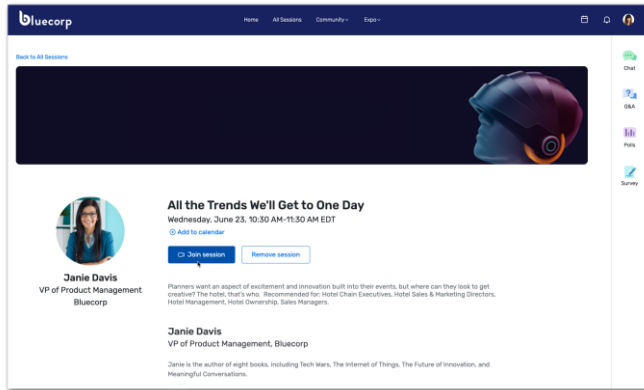 bluecorp
Home All Sessions Community Expo
Back to All Sessions
Chat
Q&A
Polls
Survey
All the Trends We'll Get to One Day
Wednesday, June 23, 10:30 AM-11:30 AM EDT
Add to calendar
Join session Remove session
Janie Davis
VP of Product Management
Bluecorp
Planners want an aspect of excitement and innovation built into their events, but where can they look to get
creative? The hotel, that's who. Recommended for: Hotel Chain Executives, Hotel Sales & Marketing Directors,
Hotel Management, Hotel Ownership, Sales Managers.
Janie Davis
VP of Product Management, Bluecorp
Janie is the author of eight books, including Tech Wars, The Internet of Things, The Future of Innovation, and
Meaningful Conversations.